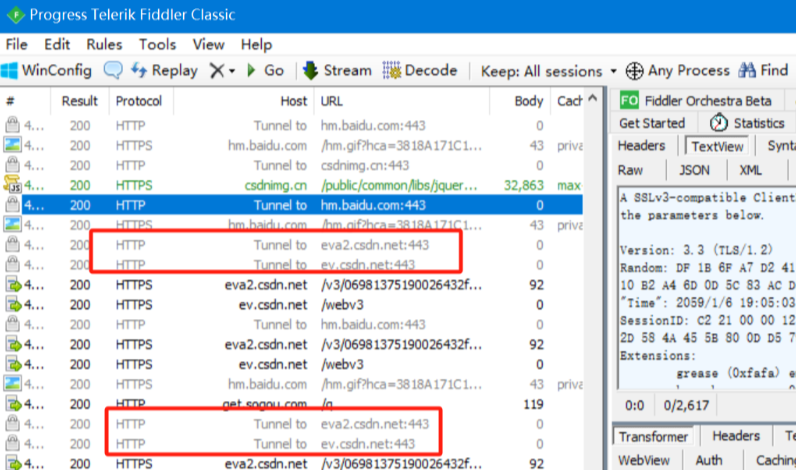 Progress Telerik Fiddler Classic
File Edit Rules Tools View Help
WinConfig Replay Go Stream Decode Keep: All sessions Any Process Find
# Result Protocol Host URL Body Cach
4... 200 HTTP Tunnel to hm.baidu.com:443 0
4... 200 HTTPS hm.baidu.com /hm.gif?hca=3818A171C1... 43 priva
4... 200 HTTP Tunnel to csdnimg.cn:443 0
4... 200 HTTPS csdnimg.cn /public/common/libs/jquer... 32,863 max-
4... 200 HTTP Tunnel to hm.baidu.com:443 0
4... 200 HTTPS hm.baidu.com /hm.gif?hca=3818A171C1... 43 priva
4... 200 HTTP Tunnel to eva2.csdn.net:443 0
4... 200 HTTP Tunnel to ev.csdn.net:443 0
4... 200 HTTPS eva2.csdn.net /v3/06981375190026432f... 92
4... 200 HTTPS ev.csdn.net /webv3 0
4... 200 HTTP Tunnel to hm.baidu.com:443 0
4... 200 HTTPS eva2.csdn.net /v3/06981375190026432f... 92
4... 200 HTTPS ev.csdn.net /webv3 0
4... 200 HTTPS hm.baidu.com /hm.gif?hca=3818A171C1... 43 priva
4... 200 HTTP get.sogou.com /q 119
4... 200 HTTP Tunnel to eva2.csdn.net:443 0
4... 200 HTTP Tunnel to ev.csdn.net:443 0
4... 200 HTTPS eva2.csdn.net /v3/06981375190026432f... 92
FO Fiddler Orchestra Beta
Get Started Statistics
Headers TextView Synta
Raw JSON XML
A SSLv3-compatible Client
the parameters below.
Version: 3.3 (TLS/1.2)
Random: DF 1B 6F A7 D2 41
10 B2 A4 6D 0D 5C 83 AC D
"Time": 2059/1/6 19:05:03
SessionID: C2 21 00 00 12
2D 58 4A 45 5B 80 0D D5 7
Extensions:
grease (0xfafa) e
0:0 0/2,617
Transformer Headers Te
WebView Auth Caching